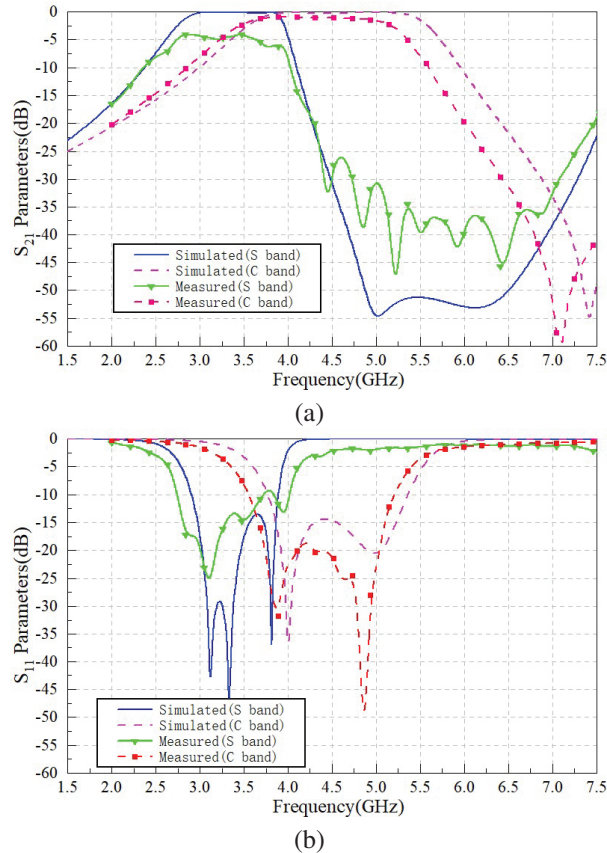 0
-5
-10
-15
-20
-25
-30
-35
-40
-45
-50
-55
-60
S21 Parameters(dB)
Simulated(S band)
Simulated(C band)
Measured(S band)
Measured(C band)
1.5 2.0 2.5 3.0 3.5 4.0 4.5 5.0 5.5 6.0 6.5 7.0 7.5
Frequency(GHz)
(a)
0
-5
-10
-15
-20
-25
-30
-35
-40
-45
-50
-55
-60
S11 Parameters(dB)
Simulated(S band)
Simulated(C band)
Measured(S band)
Measured(C band)
1.5 2.0 2.5 3.0 3.5 4.0 4.5 5.0 5.5 6.0 6.5 7.0 7.5
Frequency(GHz)
(b)